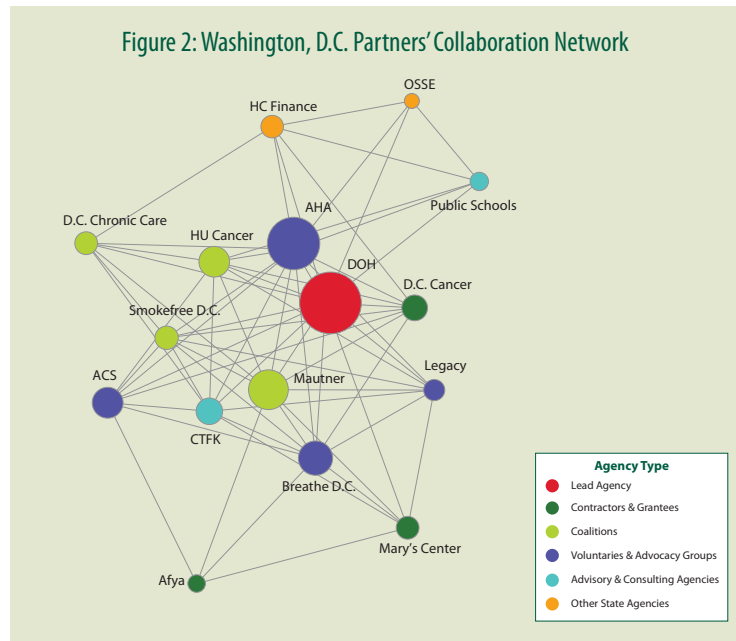 Figure 2: Washington, D.C. Partners' Collaboration Network
OSSE
HC Finance
Public Schools
AHA
D.C. Chronic Care
HU Cancer
DOH
D.C. Cancer
Smokefree D.C.
Legacy
ACS
Mautner
CTFK
Breathe D.C.
Mary's Center
Afya
Agency Type
Lead Agency
Contractors & Grantees
Coalitions
Voluntaries & Advocacy Groups
Advisory & Consulting Agencies
Other State Agencies